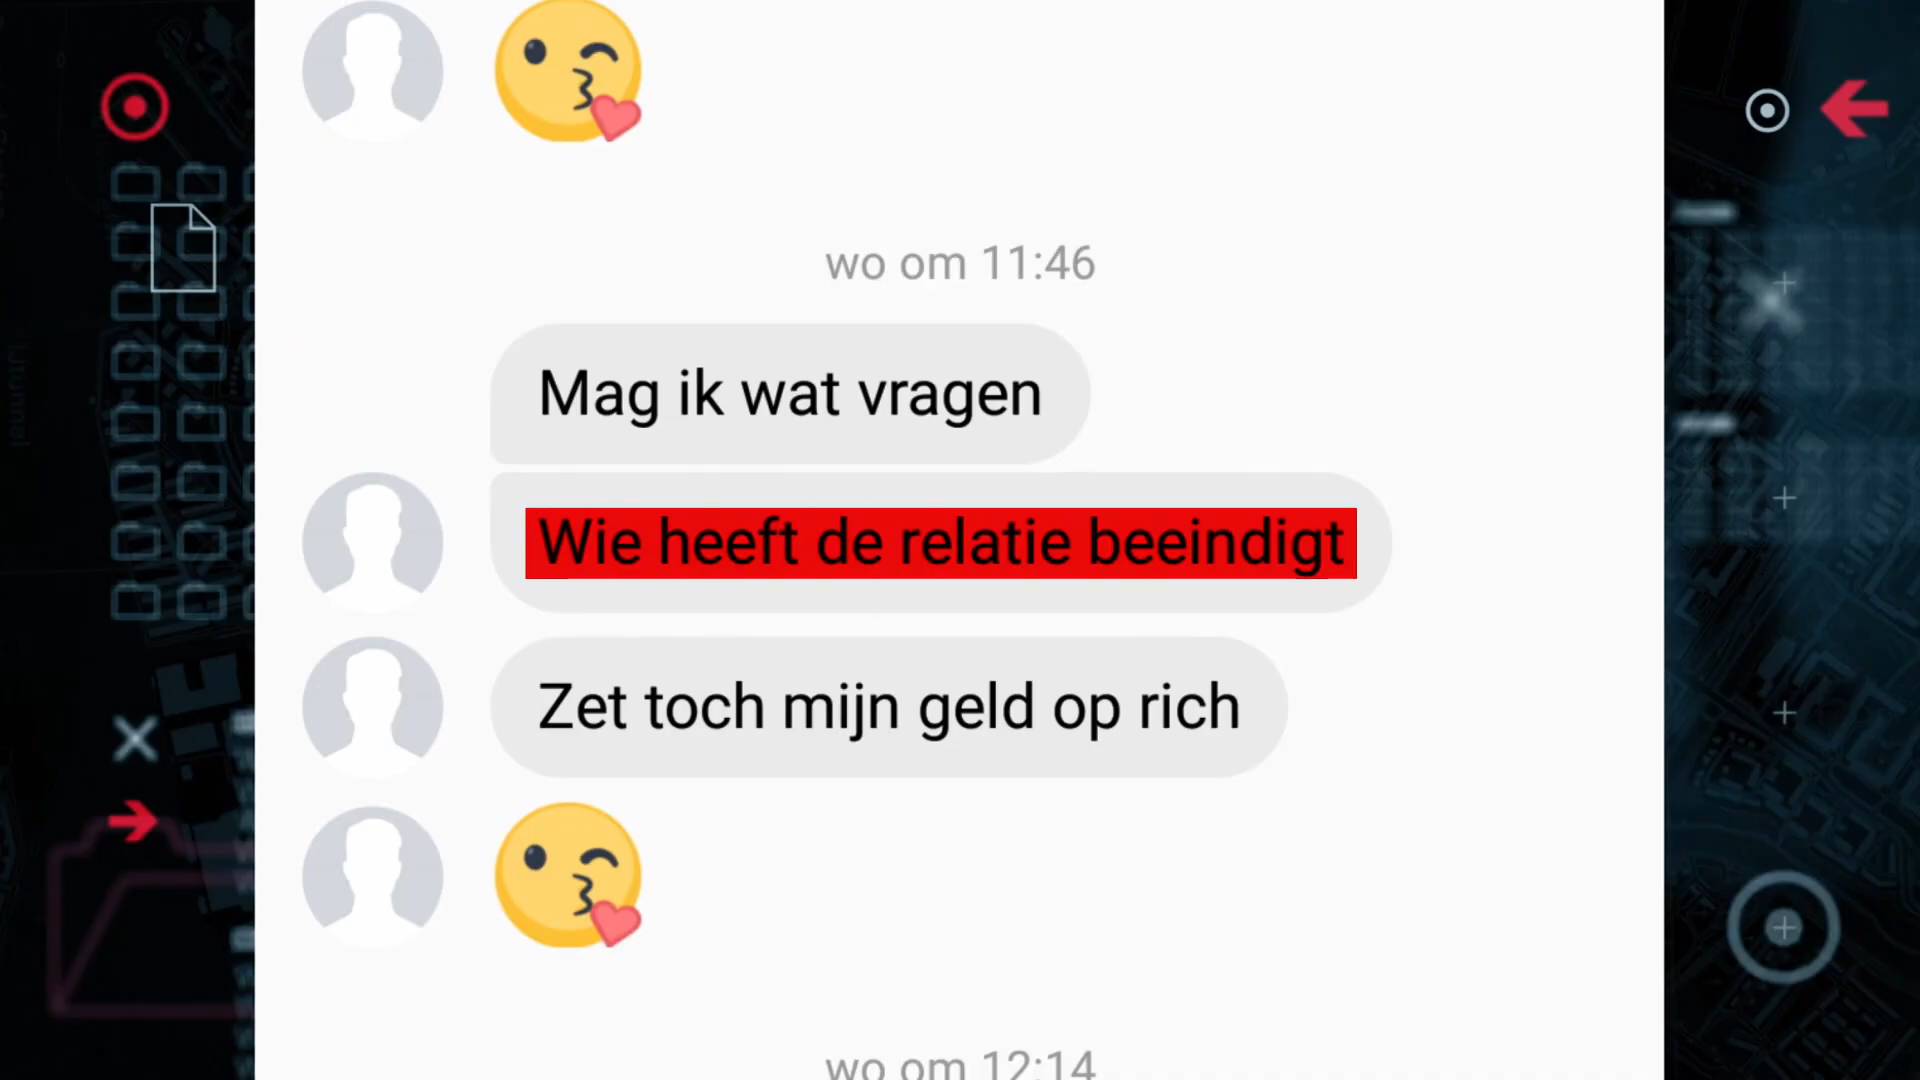 wo om 11:46
Mag ik wat vragen
Wie heeft de relatie beeindigt
Zet toch mijn geld op rich
wo om 12:14